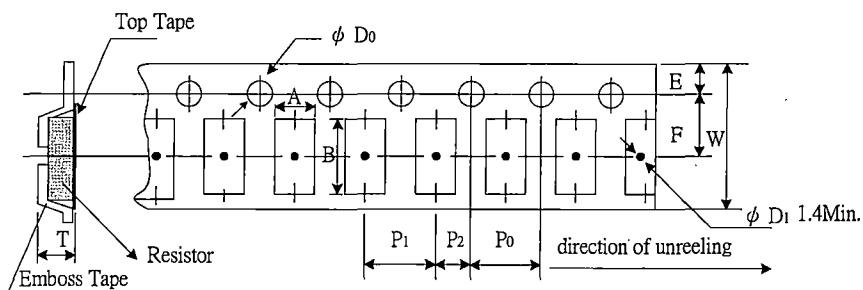 Top Tape
ϕ D0
E
A
F
W
B
T
Resistor
Emboss Tape
P1
P2
P0
ϕ D1 1.4Min.
direction of unreeling